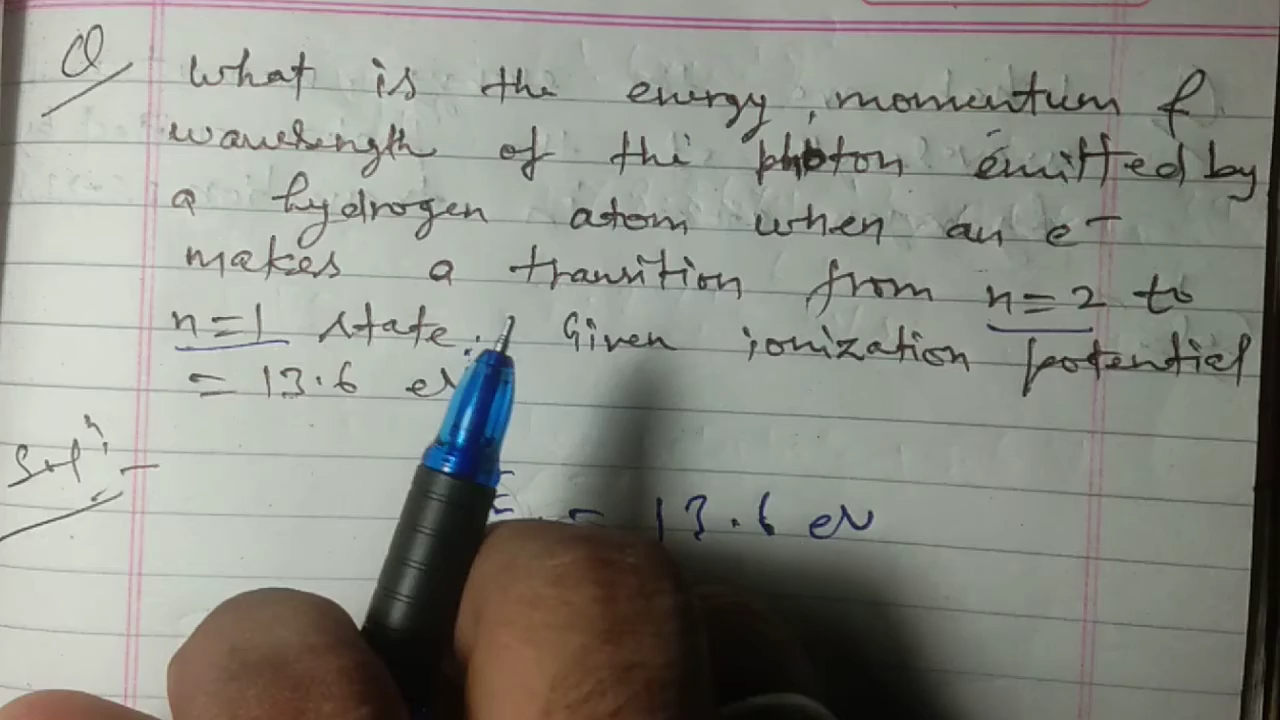 Q
What is the energy, momentum &
wavelength of the photon emitted by
a hydrogen atom when an e⁻
makes a transition from n=2 to
n=1 state. Given ionization potential
= 13.6 eV
Solⁿ:-
= 13.6 eV